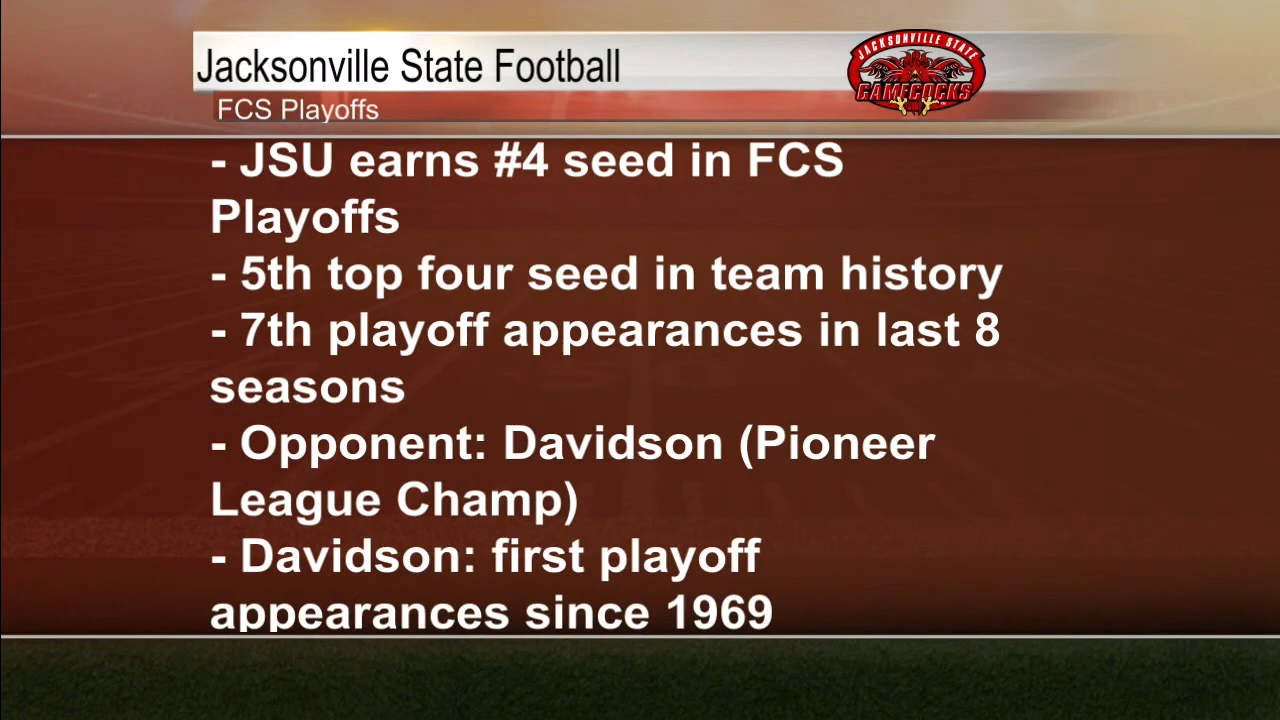 Jacksonville State Football
FCS Playoffs
JACKSONVILLE STATE
GAMECOCKS
- JSU earns #4 seed in FCS
Playoffs
- 5th top four seed in team history
- 7th playoff appearances in last 8
seasons
- Opponent: Davidson (Pioneer
League Champ)
- Davidson: first playoff
appearances since 1969